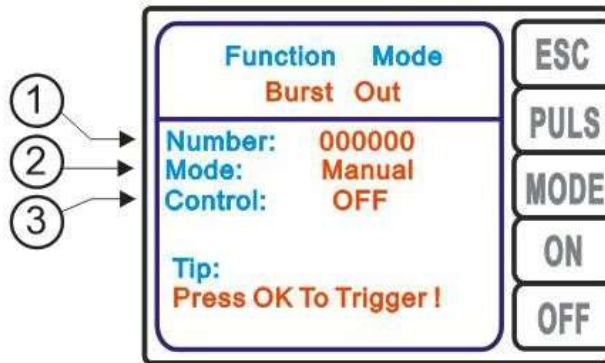 Function Mode
Burst Out
1
Number: 000000
2
Mode: Manual
3
Control: OFF
Tip:
Press OK To Trigger !
ESC
PULS
MODE
ON
OFF